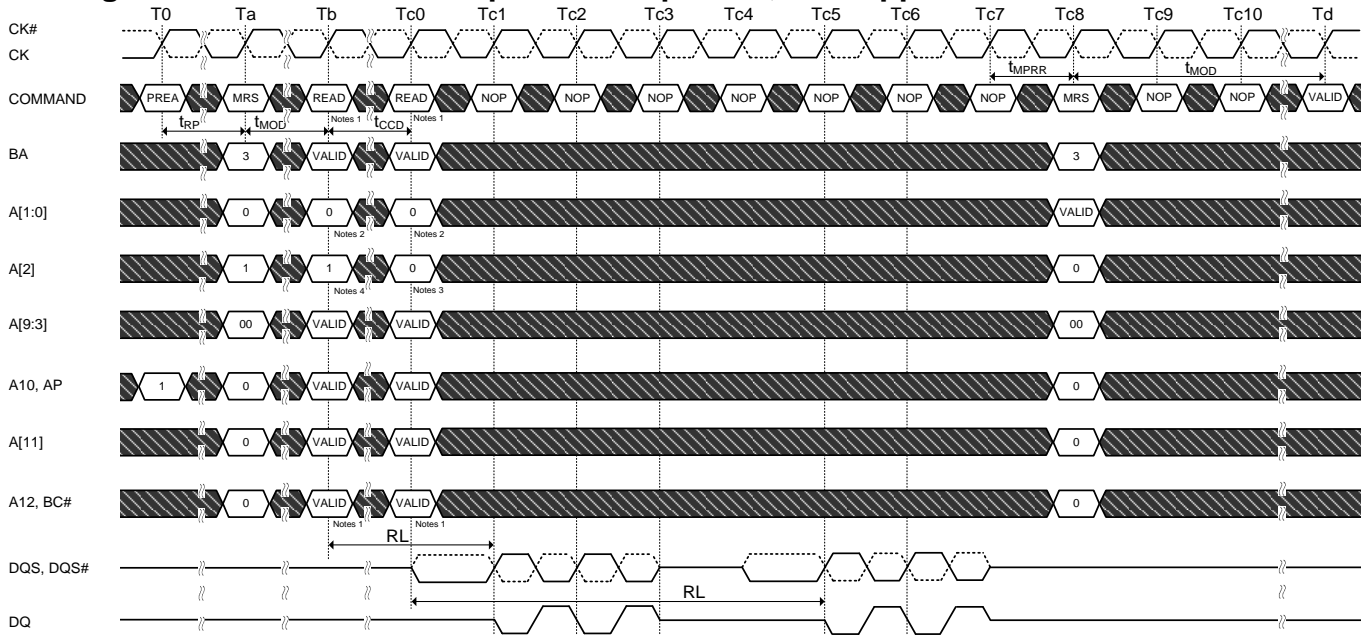 T0 Ta Tb Tc0 Tc1 Tc2 Tc3 Tc4 Tc5 Tc6 Tc7 Tc8 Tc9 Tc10 Td
CK#
CK
tMPRR tMOD
COMMAND PREA MRS READ READ NOP NOP NOP NOP NOP NOP NOP MRS NOP NOP VALID
Notes 1 Notes 1
tRP tMOD tCCD
BA 3 VALID VALID 3
A[1:0] 0 0 0 VALID
Notes 2 Notes 2
A[2] 1 1 0 0
Notes 4 Notes 3
A[9:3] 00 VALID VALID 00
A10, AP 1 0 VALID VALID 0
A[11] 0 VALID VALID 0
A12, BC# 0 VALID VALID 0
Notes 1 Notes 1
RL
DQS, DQS#
RL
DQ